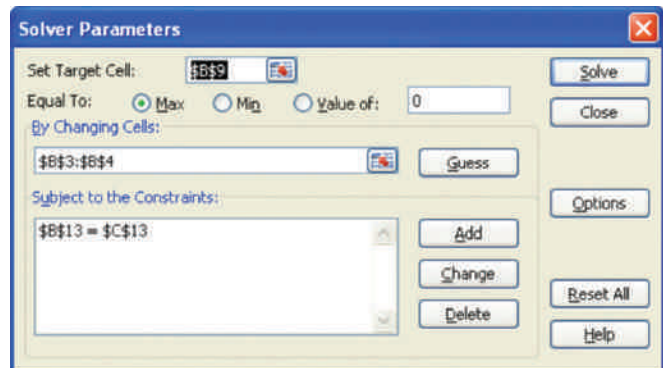 Solver Parameters
Set Target Cell: $B$9 Solve
Equal To: Max Min Value of: 0 Close
By Changing Cells:
$B$3:$B$4 Guess
Subject to the Constraints: Options
$B$13 = $C$13 Add
Change
Reset All
Delete
Help